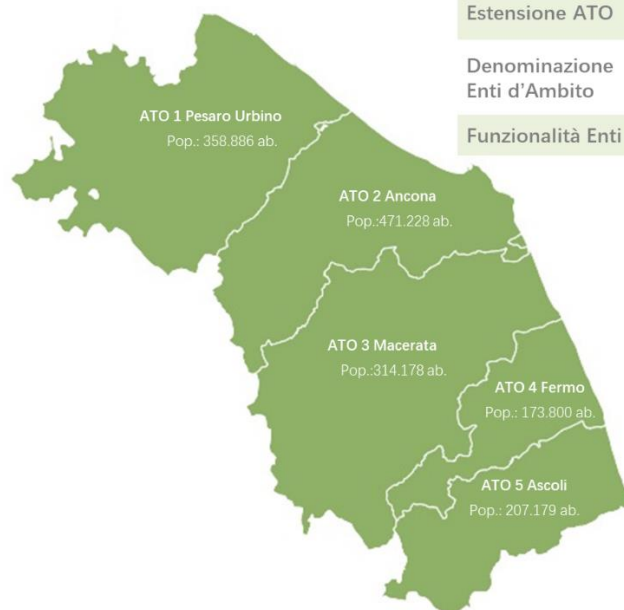 Estensione ATO
Denominazione
Enti d'Ambito
Funzionalità Enti
ATO 1 Pesaro Urbino
Pop.: 358.886 ab.
ATO 2 Ancona
Pop.:471.228 ab.
ATO 3 Macerata
Pop.:314.178 ab.
ATO 4 Fermo
Pop.: 173.800 ab.
ATO 5 Ascoli
Pop.: 207.179 ab.